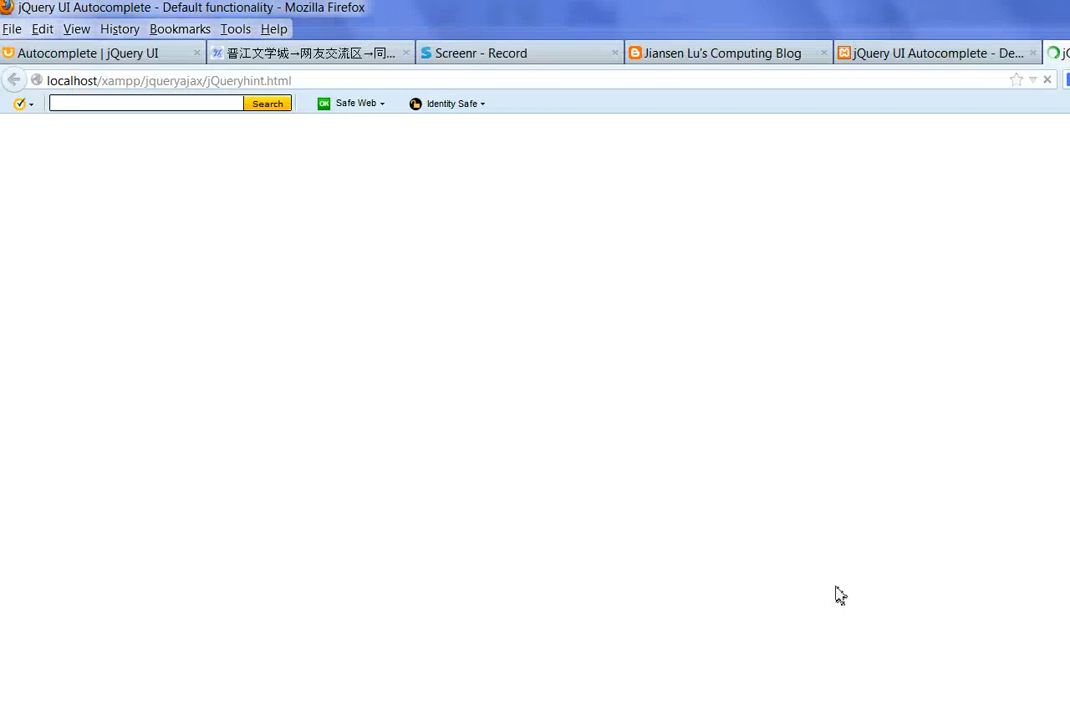 jQuery UI Autocomplete - Default functionality - Mozilla Firefox
File Edit View History Bookmarks Tools Help
Autocomplete | jQuery UI 晋江文学城→网友交流区→同... Screenr - Record Jiansen Lu's Computing Blog jQuery UI Autocomplete - De... jQ
localhost/xampp/jqueryajax/jQueryhint.html
Search OK Safe Web Identity Safe